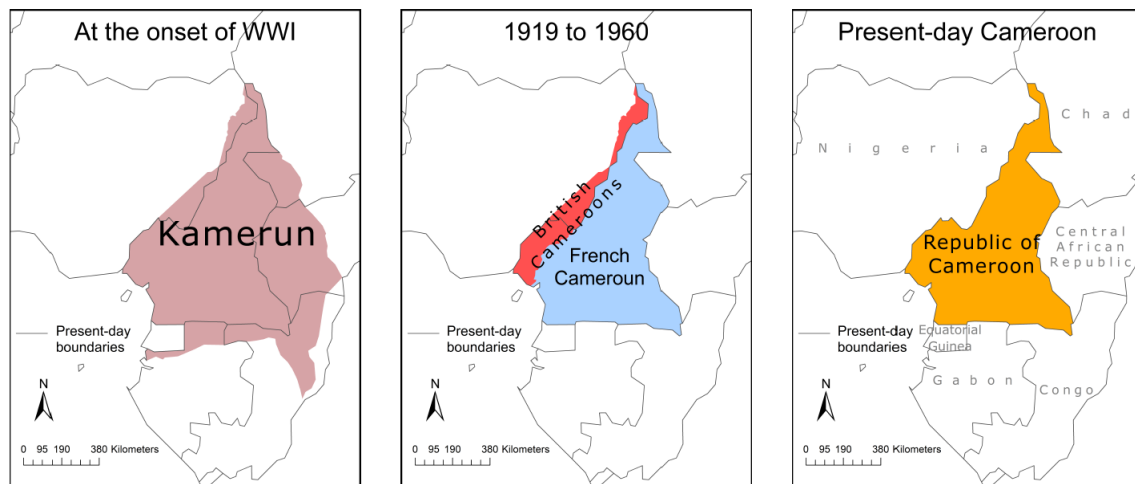 At the onset of WWI
Kamerun
Present-day
boundaries
N
0 95 190 380 Kilometers
1919 to 1960
British
Cameroons
French
Cameroun
Present-day
boundaries
N
0 95 190 380 Kilometers
Present-day Cameroon
Chad
Nigeria
Central
African
Republic
Republic of
Cameroon
Present-day
boundaries
Equatorial
Guinea
Gabon
Congo
N
0 95 190 380 Kilometers